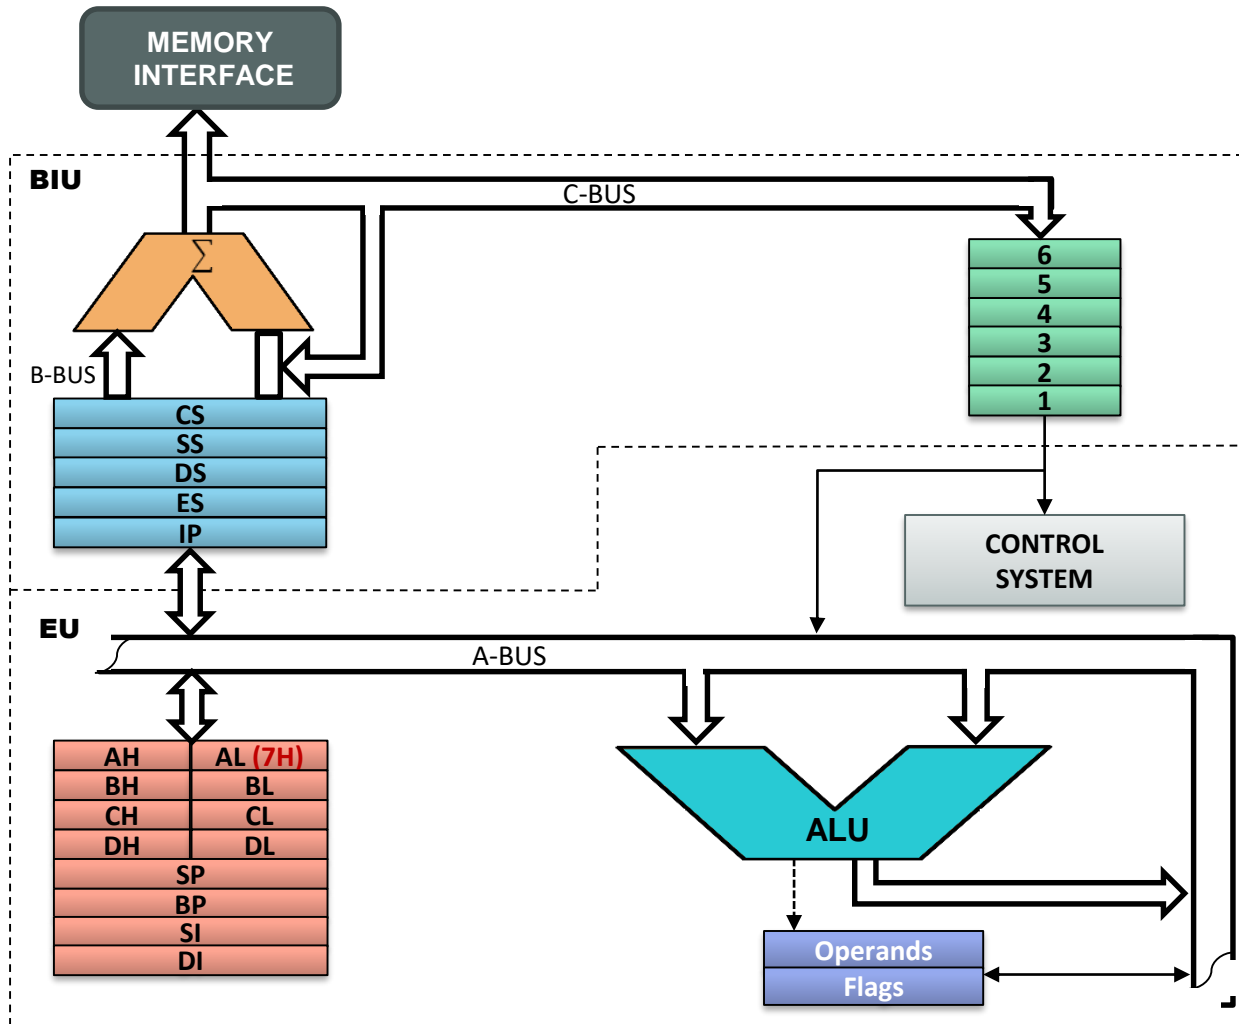 MEMORY
INTERFACE
BIU
C-BUS
∑
6
5
4
3
2
1
B-BUS
CS
SS
DS
ES
IP
CONTROL
SYSTEM
EU
A-BUS
AH AL (7H)
BH BL
CH CL
DH DL
SP
BP
SI
DI
ALU
Operands
Flags